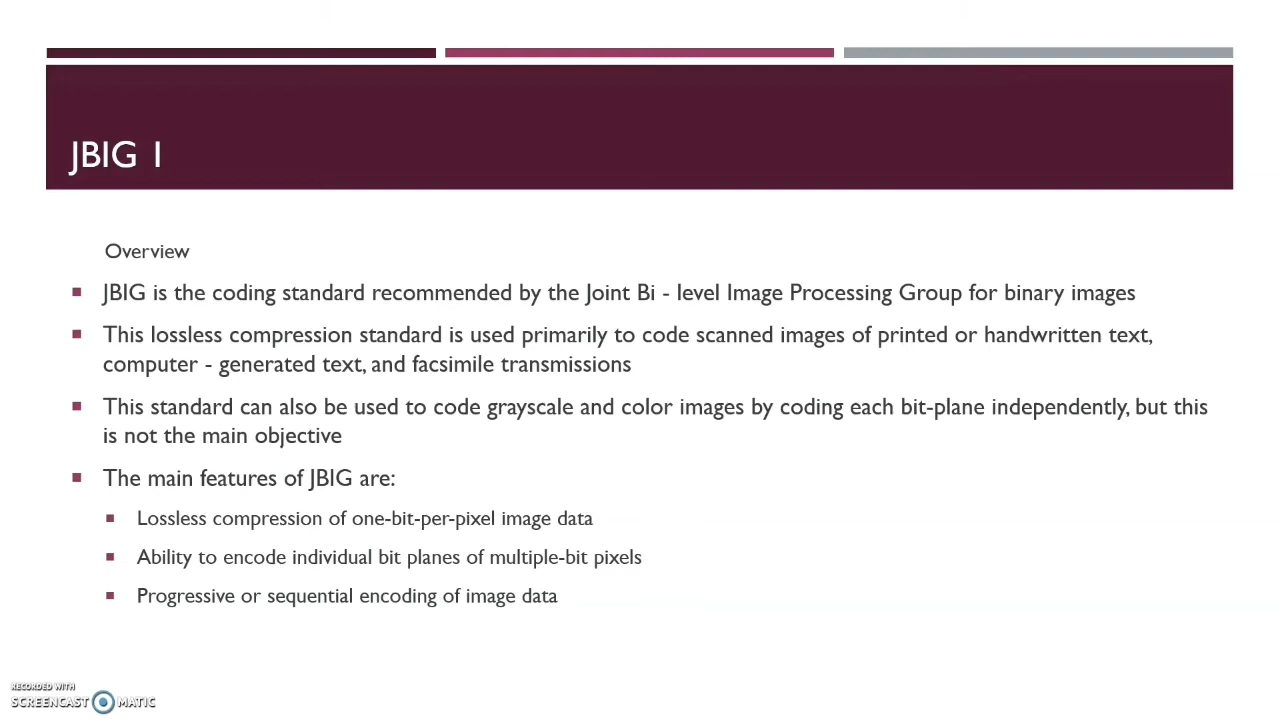 JBIG 1
Overview
JBIG is the coding standard recommended by the Joint Bi - level Image Processing Group for binary images
This lossless compression standard is used primarily to code scanned images of printed or handwritten text,
computer - generated text, and facsimile transmissions
This standard can also be used to code grayscale and color images by coding each bit-plane independently, but this
is not the main objective
The main features of JBIG are:
Lossless compression of one-bit-per-pixel image data
Ability to encode individual bit planes of multiple-bit pixels
Progressive or sequential encoding of image data
RECORDED WITH
SCREENCAST MATIC